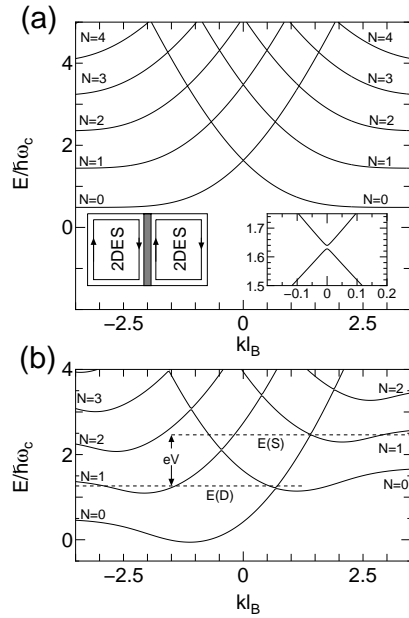 (a)
N=4
N=3
N=2
N=1
N=0
N=4
N=3
N=2
N=1
N=0
4
2
0
E/ħω_c
2DES
2DES
1.7
1.6
1.5
−0.1
0
0.1
0.2
−2.5
0
2.5
kl_B
(b)
4
2
0
E/ħω_c
N=3
N=2
N=1
N=0
N=2
N=1
N=0
E(S)
eV
E(D)
−2.5
0
2.5
kl_B